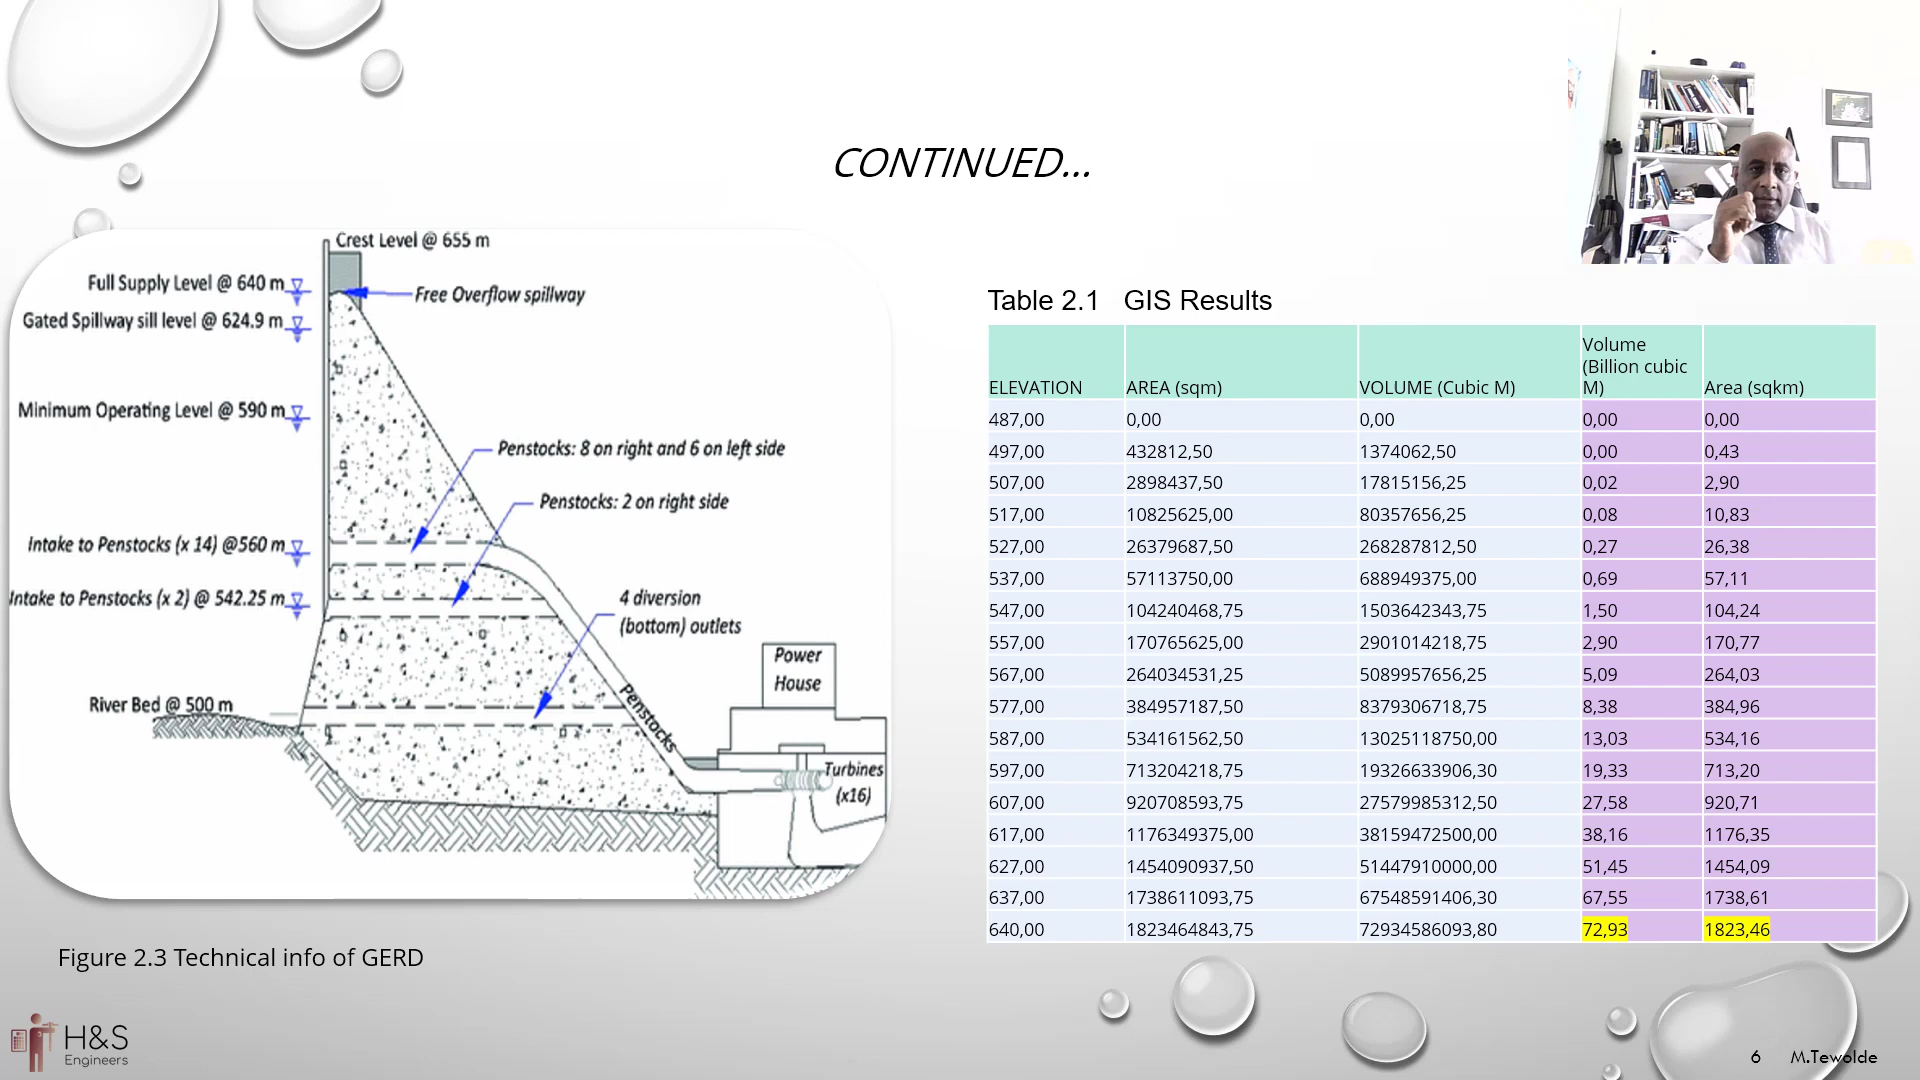 CONTINUED...
Crest Level @ 655 m
Full Supply Level @ 640 m
Free Overflow spillway
Gated Spillway sill level @ 624.9 m
Minimum Operating Level @ 590 m
Penstocks: 8 on right and 6 on left side
Penstocks: 2 on right side
Intake to Penstocks (x 14) @560 m
Intake to Penstocks (x 2) @ 542.25 m
4 diversion
(bottom) outlets
Power
House
River Bed @ 500 m
Penstocks
Turbines
(x16)
Figure 2.3 Technical info of GERD
Table 2.1 GIS Results
ELEVATION AREA (sqm) VOLUME (Cubic M) Volume (Billion cubic M) Area (sqkm)
487,00 0,00 0,00 0,00 0,00
497,00 432812,50 1374062,50 0,00 0,43
507,00 2898437,50 17815156,25 0,02 2,90
517,00 10825625,00 80357656,25 0,08 10,83
527,00 26379687,50 268287812,50 0,27 26,38
537,00 57113750,00 688949375,00 0,69 57,11
547,00 104240468,75 1503642343,75 1,50 104,24
557,00 170765625,00 2901014218,75 2,90 170,77
567,00 264034531,25 5089957656,25 5,09 264,03
577,00 384957187,50 8379306718,75 8,38 384,96
587,00 534161562,50 13025118750,00 13,03 534,16
597,00 713204218,75 19326633906,30 19,33 713,20
607,00 920708593,75 27579985312,50 27,58 920,71
617,00 1176349375,00 38159472500,00 38,16 1176,35
627,00 1454090937,50 51447910000,00 51,45 1454,09
637,00 1738611093,75 67548591406,30 67,55 1738,61
640,00 1823464843,75 72934586093,80 72,93 1823,46
H&S
Engineers
6 M.Tewolde